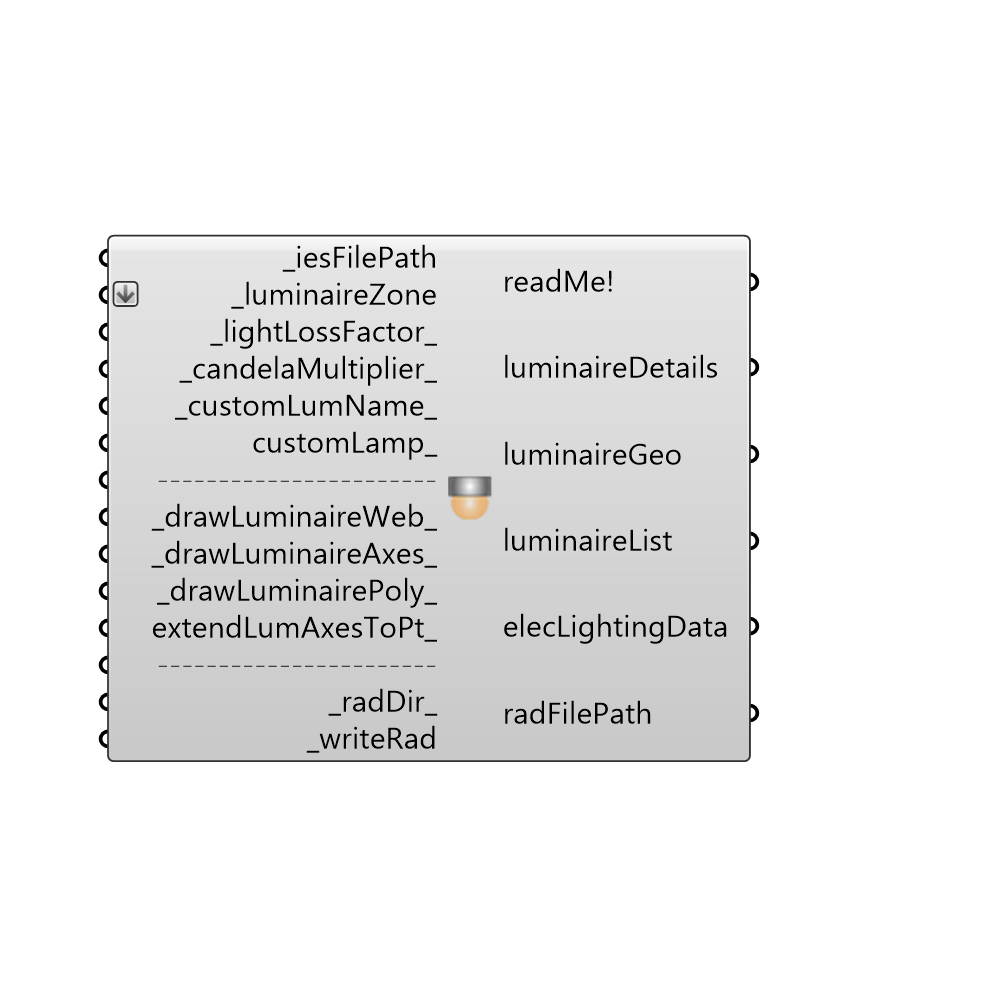 _iesFilePath
_luminaireZone
_lightLossFactor_
_candelaMultiplier_
_customLumName_
customLamp_
-----------------------
_drawLuminaireWeb_
_drawLuminaireAxes_
_drawLuminairePoly_
extendLumAxesToPt_
-----------------------
_radDir_
_writeRad
readMe!
luminaireDetails
luminaireGeo
luminaireList
elecLightingData
radFilePath